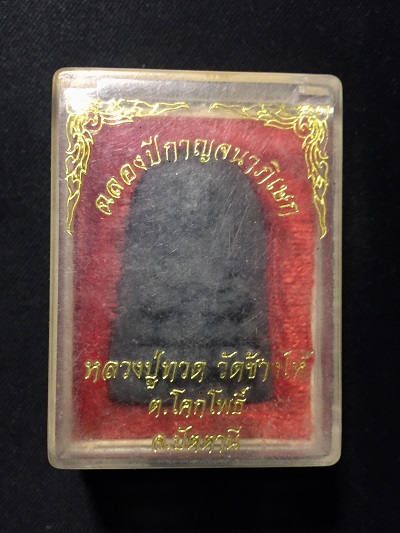 ฉลองปีกาญจนาภิเษก
หลวงปู่ทวด วัดช้างให้
ต.โคกโพธิ์
จ.ปัตตานี